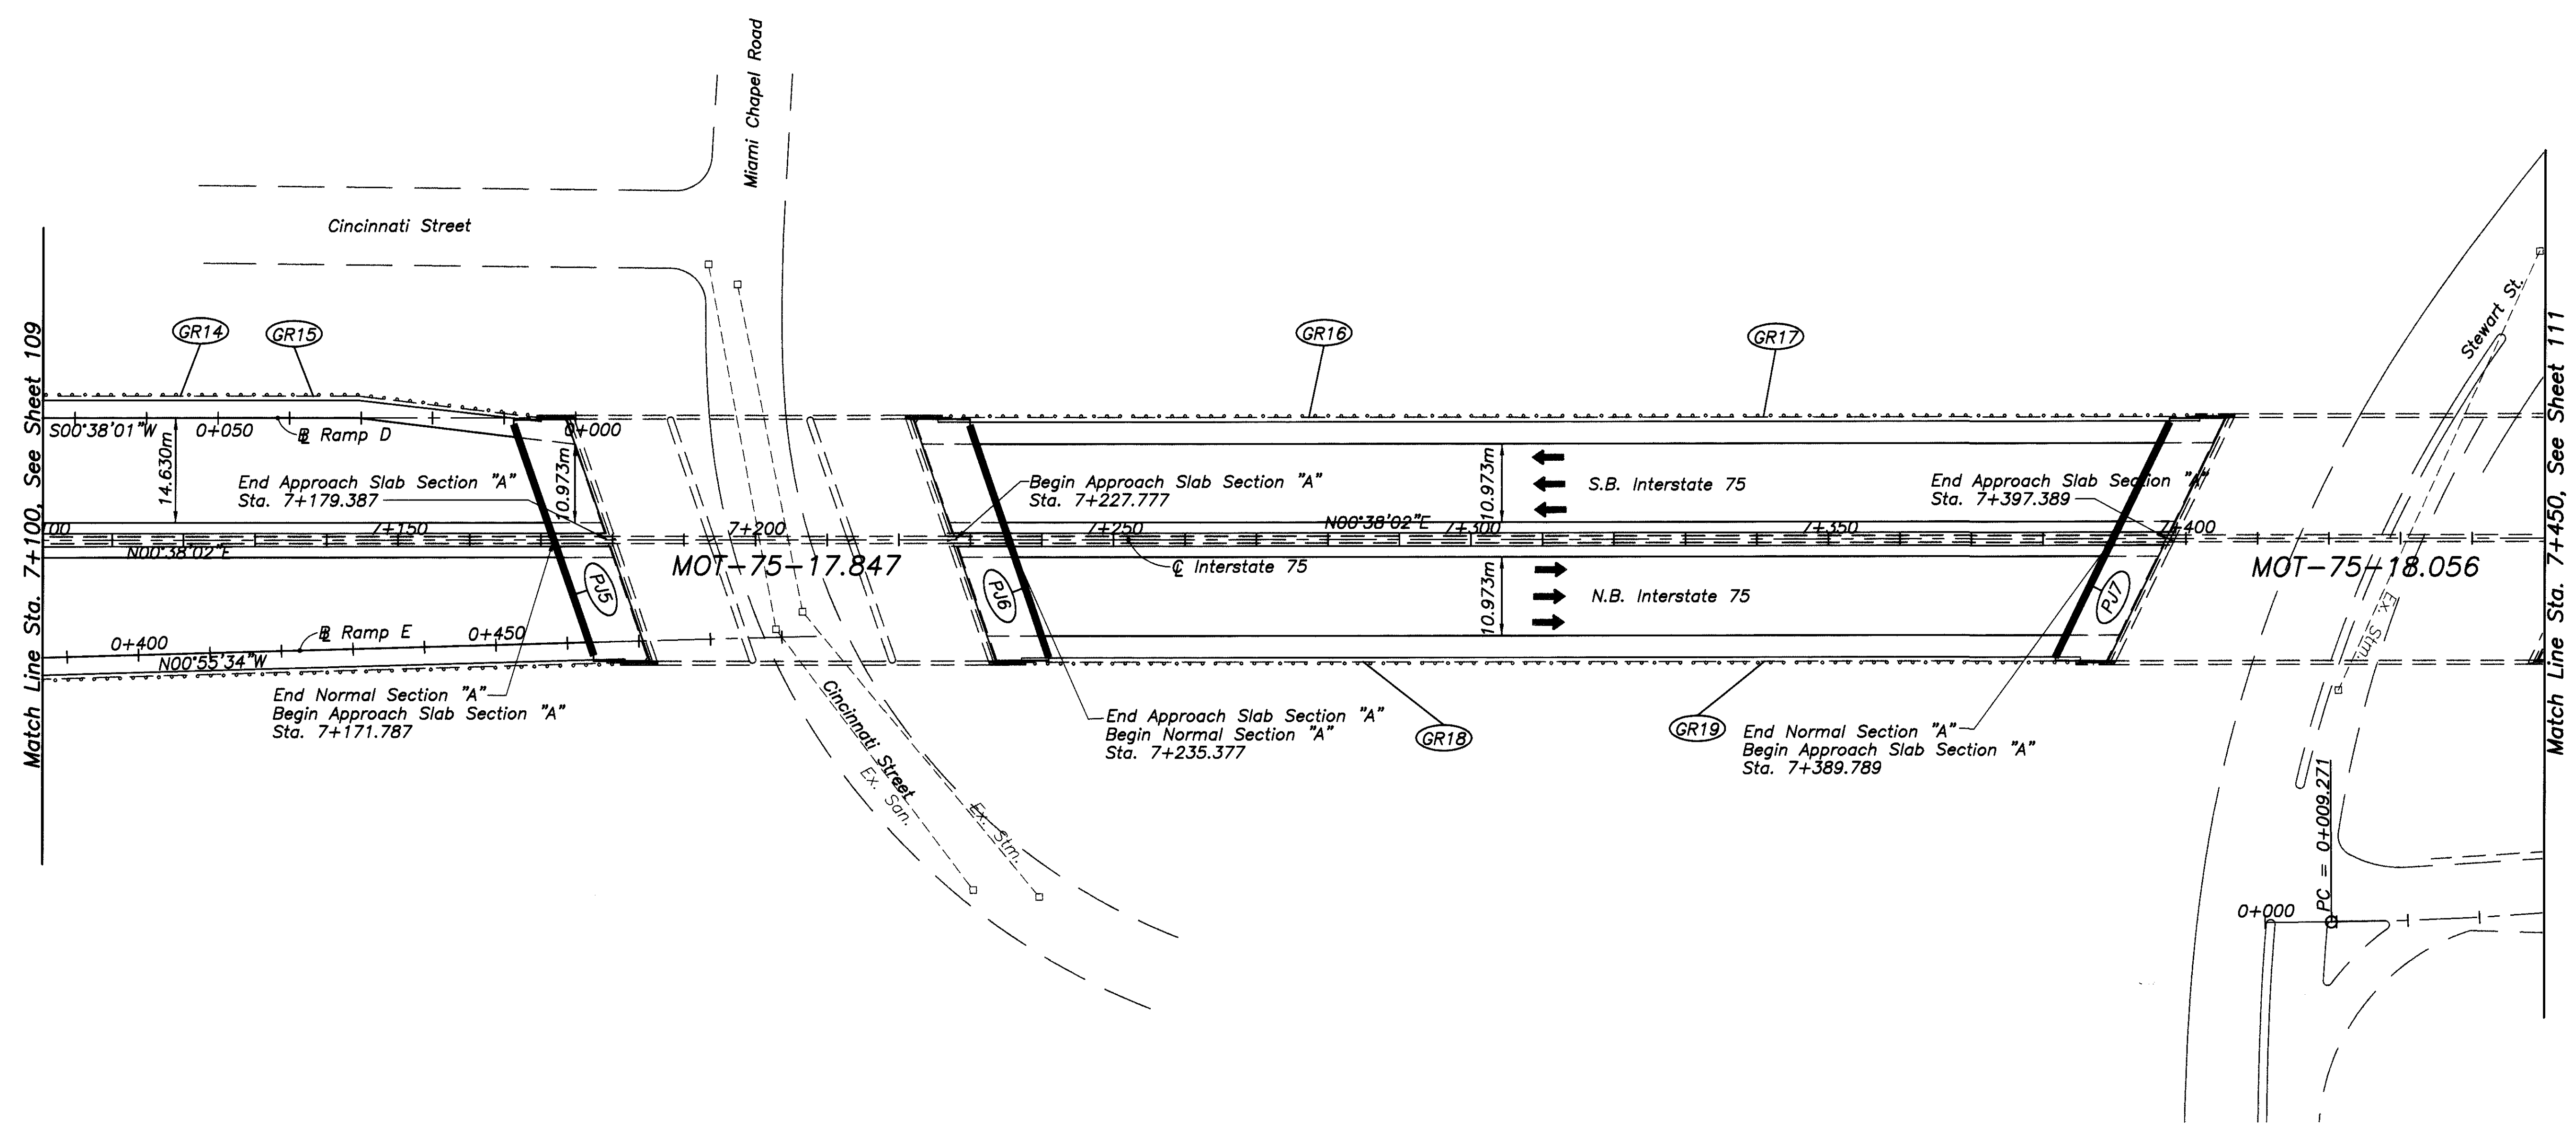 Miami Chapel Road
Cincinnati Street
Match Line Sta. 7+100, See Sheet 109
GR14
GR15
GR16
GR17
S00°38'01"W
0+050
℄ Ramp D
0+000
14.630m
10.973m
End Approach Slab Section "A"
Sta. 7+179.387
Begin Approach Slab Section "A"
Sta. 7+227.777
10.973m
S.B. Interstate 75
End Approach Slab Section "A"
Sta. 7+397.389
Stewart St.
Match Line Sta. 7+450, See Sheet 111
00
7+150
7+200
7+250
N00°38'02"E
7+300
7+350
7+400
N00°38'02"E
MOT-75-17.847
℄ Interstate 75
MOT-75-18.056
PJ5
PJ6
PJ7
10.973m
N.B. Interstate 75
Ex. Stm.
0+400
℄ Ramp E
0+450
N00°55'34"W
End Normal Section "A"
Begin Approach Slab Section "A"
Sta. 7+171.787
Cincinnati Street
Ex. San.
Ex. Stm.
End Approach Slab Section "A"
Begin Normal Section "A"
Sta. 7+235.377
GR18
GR19
End Normal Section "A"
Begin Approach Slab Section "A"
Sta. 7+389.789
PC = 0+009.271
0+000